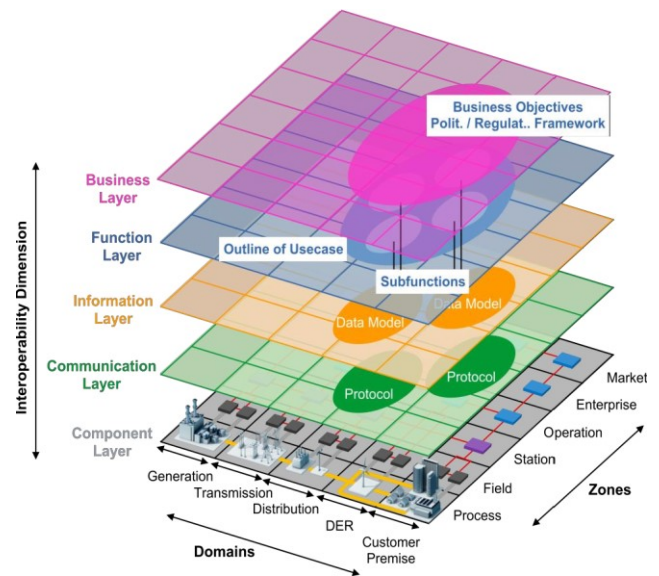 Business Objectives
Polit. / Regulat.. Framework
Interoperability Dimension
Business
Layer
Function
Layer
Outline of Usecase
Subfunctions
Information
Layer
Data Model
Data Model
Communication
Layer
Protocol
Protocol
Component
Layer
Market
Enterprise
Operation
Station
Field
Process
Zones
Generation
Transmission
Distribution
DER
Customer
Premise
Domains